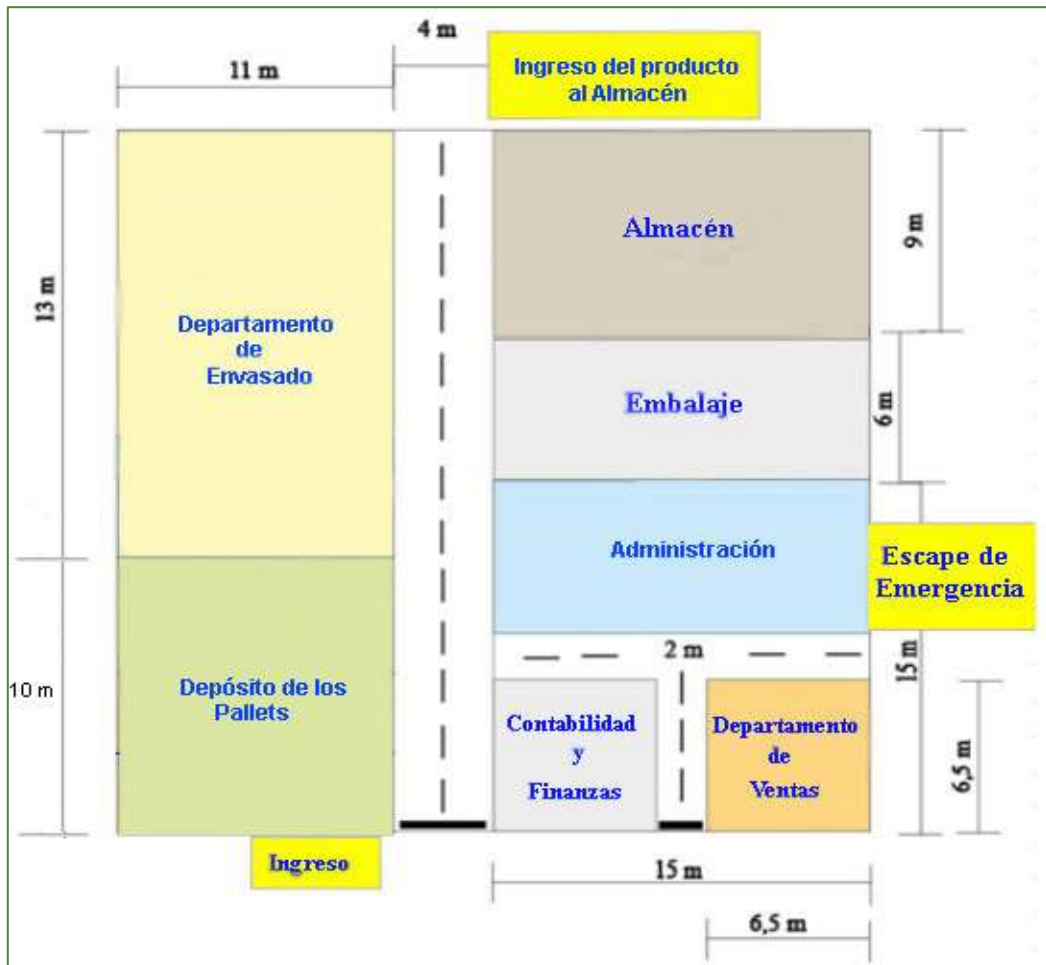 4 m
11 m
Ingreso del producto
al Almacén
13 m
Almacén
9 m
Departamento
de
Envasado
Embalaje
6 m
Administración
Escape de
Emergencia
10 m
Depósito de los
Pallets
2 m
15 m
Contabilidad
y
Finanzas
Departamento
de
Ventas
6,5 m
Ingreso
15 m
6,5 m